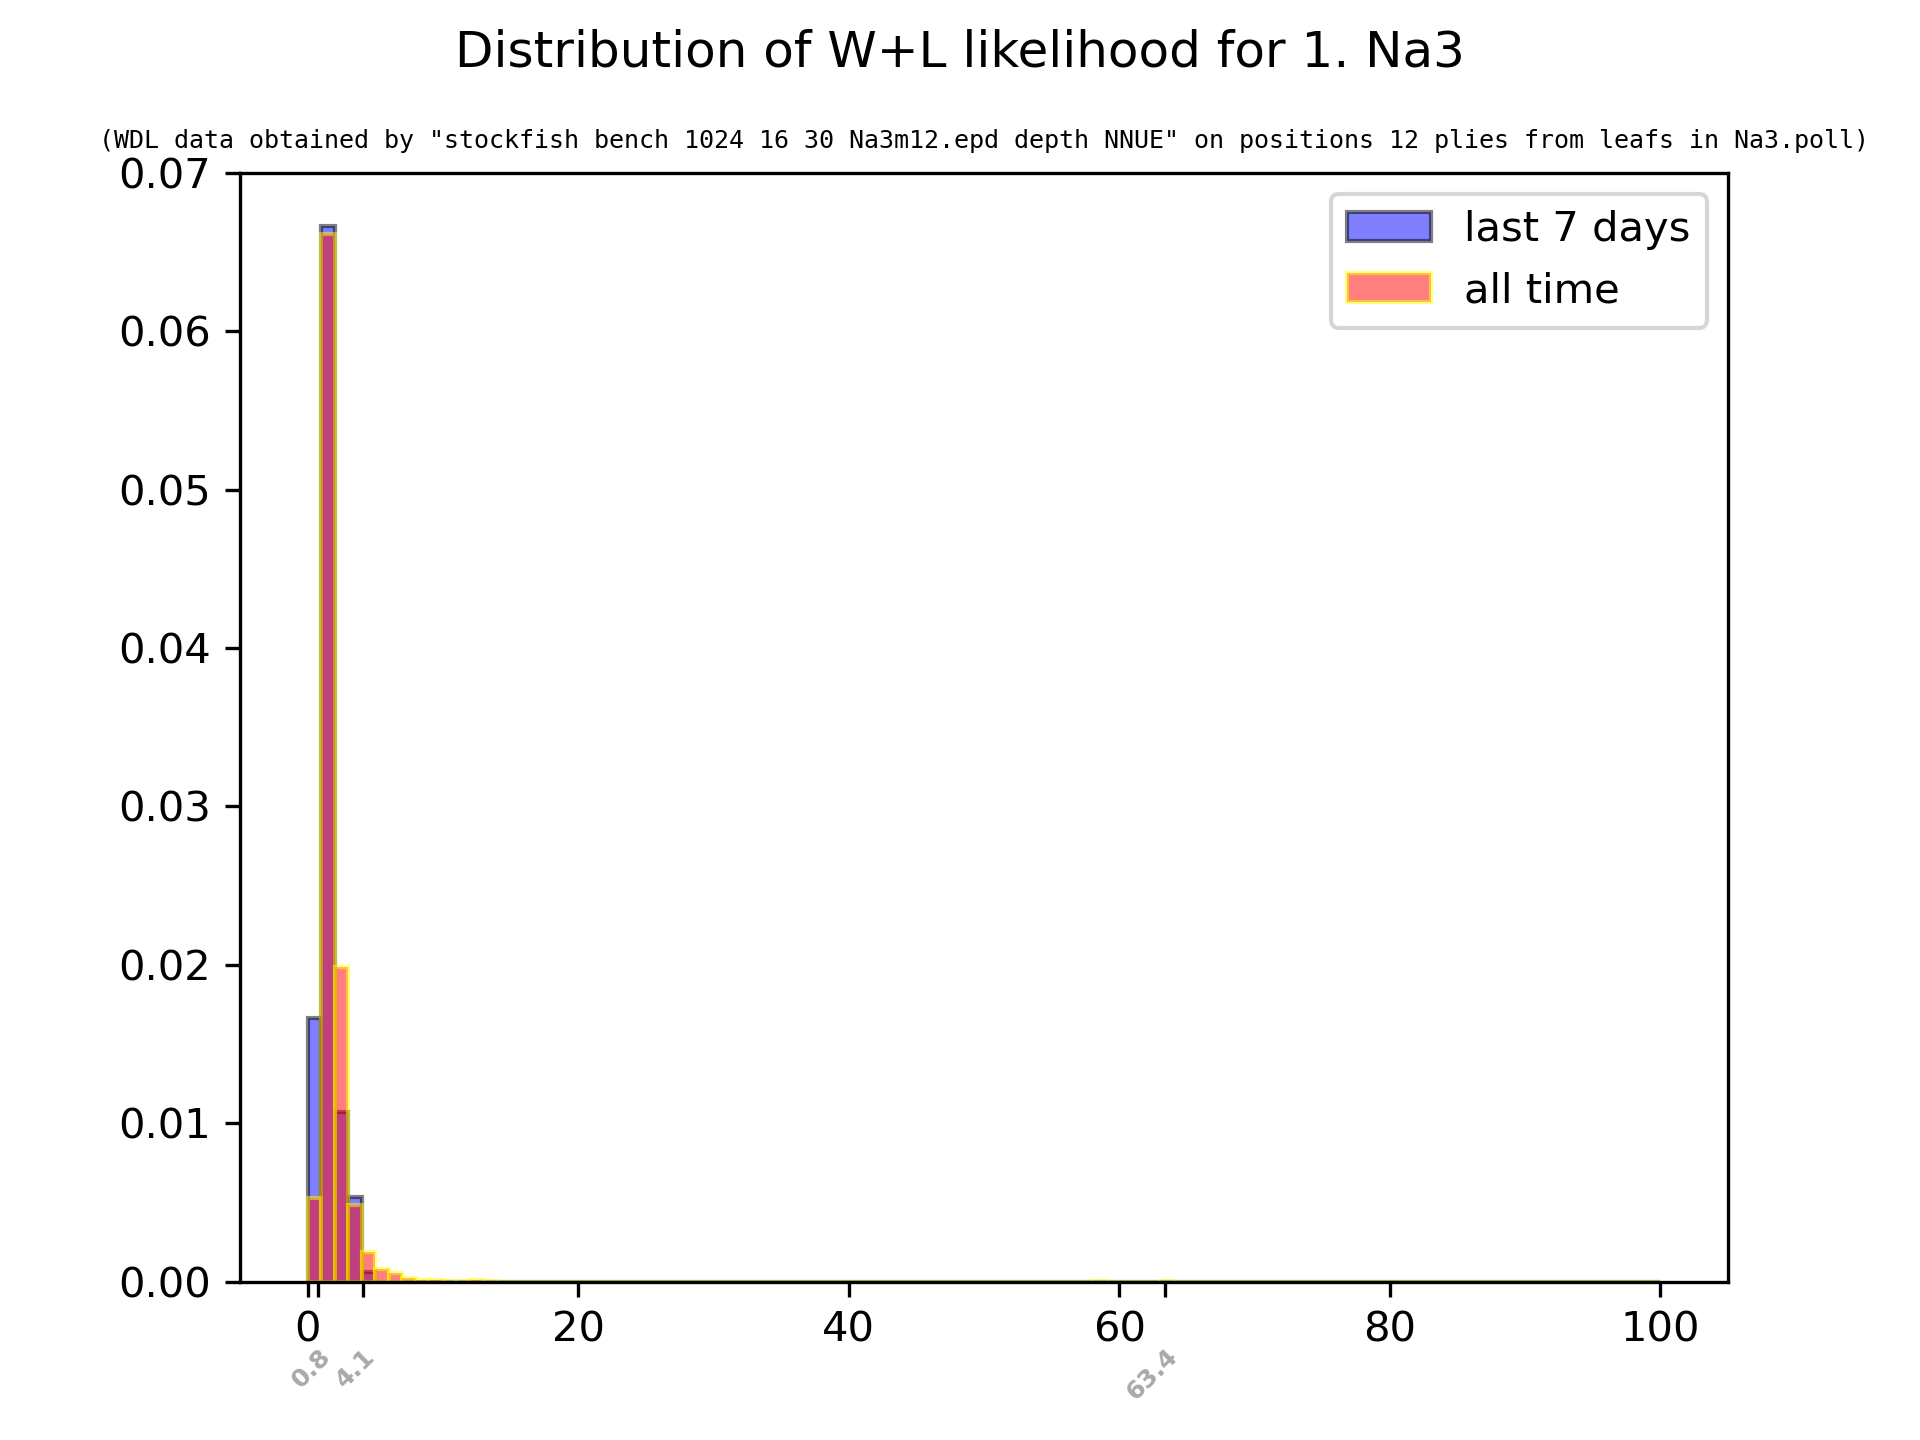 Distribution of W+L likelihood for 1. Na3
(WDL data obtained by "stockfish bench 1024 16 30 Na3m12.epd depth NNUE" on positions 12 plies from leafs in Na3.poll)
0.07
0.06
0.05
0.04
0.03
0.02
0.01
0.00
last 7 days
all time
0 20 40 60 80 100
0.8 4.1 63.4